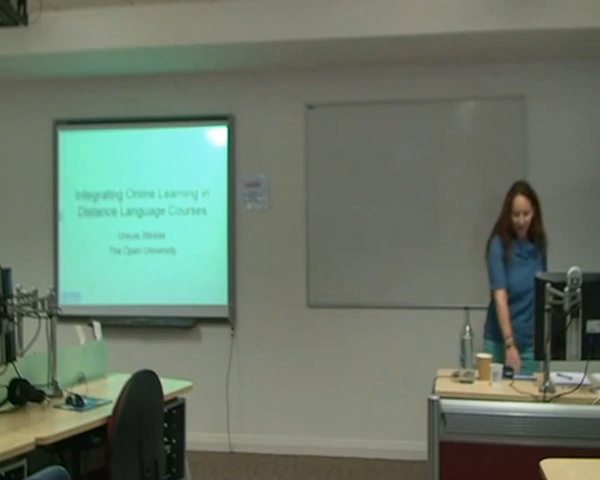 Integrating Online Learning in
Distance Language Courses
Ursula Stickler
The Open University